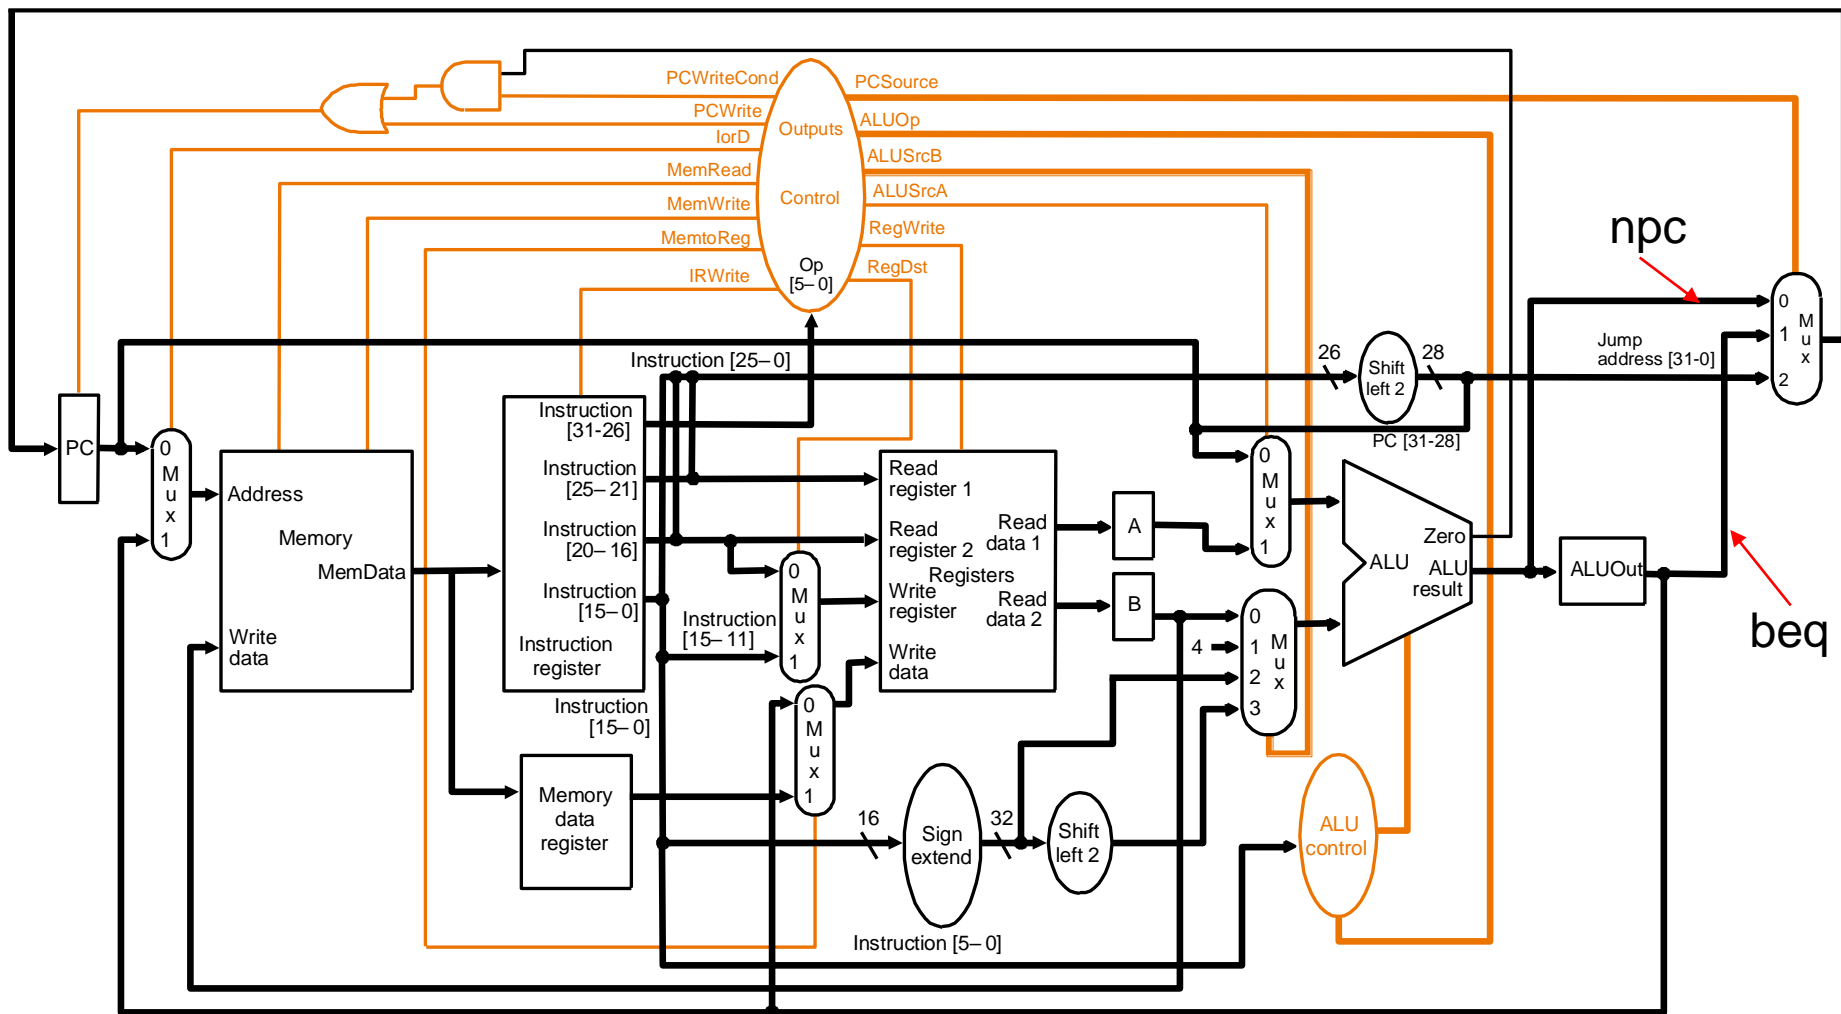 PCWriteCond
PCSource
PCWrite
ALUOp
Outputs
IorD
ALUSrcB
MemRead
ALUSrcA
Control
MemWrite
RegWrite
MemtoReg
RegDst
IRWrite
Op
[5–0]
npc
0
1
2
M
u
x
Jump
address [31-0]
Instruction [25–0]
26
Shift
left 2
28
PC [31-28]
PC
0
M
u
x
1
Address
Memory
MemData
Write
data
Instruction
[31-26]
Instruction
[25–21]
Instruction
[20–16]
Instruction
[15–0]
Instruction
register
Instruction
[15–11]
Instruction
[15–0]
0
M
u
x
1
Read
register 1
Read
register 2
Registers
Write
register
Write
data
Read
data 1
Read
data 2
A
B
0
M
u
x
1
0
4
1
2
3
M
u
x
Zero
ALU
ALU
result
ALUOut
beq
0
M
u
x
1
Memory
data
register
16
Sign
extend
32
Shift
left 2
ALU
control
Instruction [5–0]